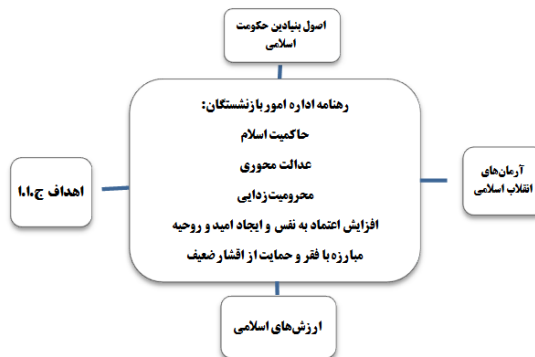 اصول بنیادین حکومت
اسلامی
رهنامه اداره امور بازنشستگان:
حاکمیت اسلام
عدالت محوری
محرومیت‌زدایی
افزایش اعتماد به نفس و ایجاد امید و روحیه
مبارزه با فقر و حمایت از اقشار ضعیف
آرمان‌های
انقلاب اسلامی
اهداف ج.ا.ا
ارزش‌های اسلامی